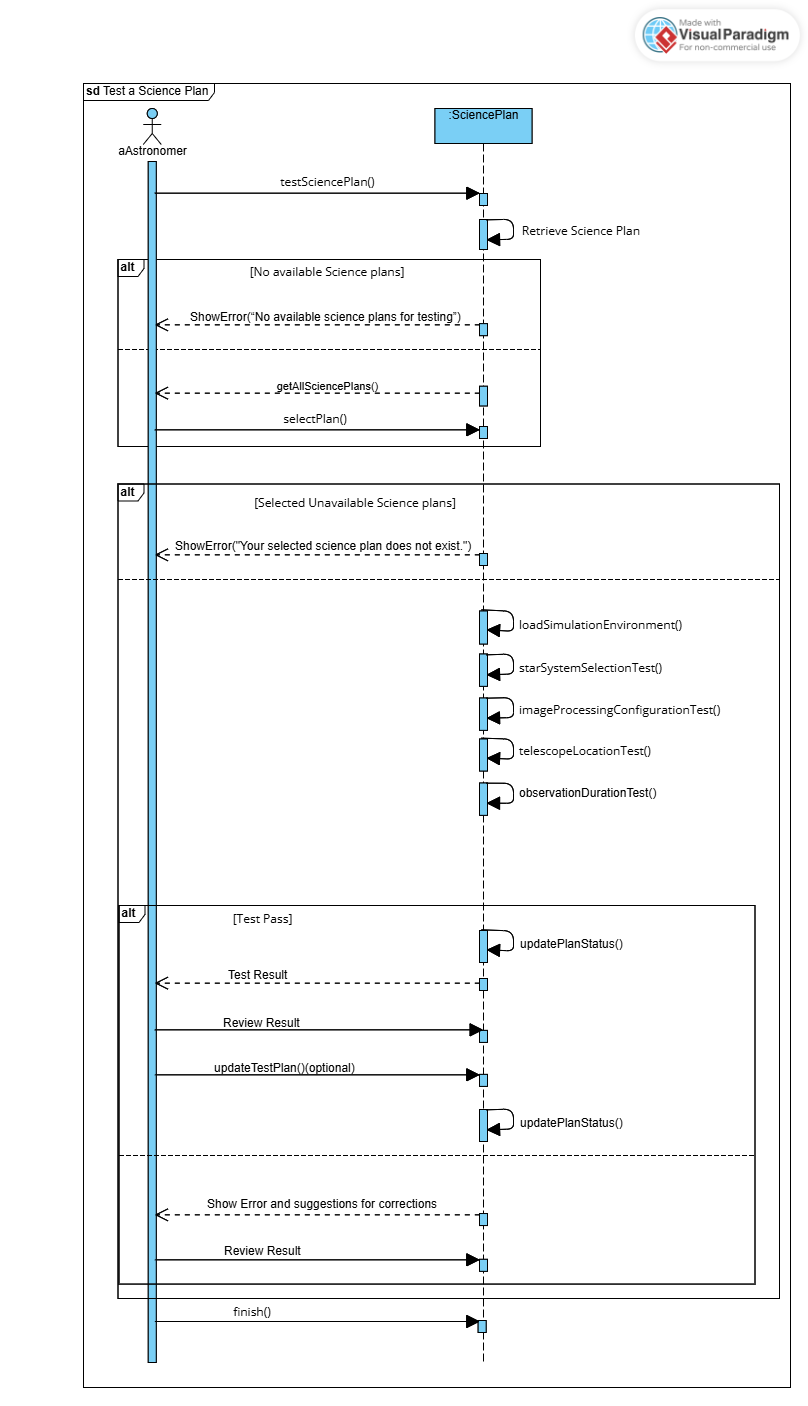 Made with
VisualParadigm
For non-commercial use
sd Test a Science Plan
aAstronomer
:SciencePlan
testSciencePlan()
Retrieve Science Plan
alt
[No available Science plans]
ShowError(“No available science plans for testing”)
getAllSciencePlans()
selectPlan()
alt
[Selected Unavailable Science plans]
ShowError("Your selected science plan does not exist.")
loadSimulationEnvironment()
starSystemSelectionTest()
imageProcessingConfigurationTest()
telescopeLocationTest()
observationDurationTest()
alt
[Test Pass]
updatePlanStatus()
Test Result
Review Result
updateTestPlan()(optional)
updatePlanStatus()
Show Error and suggestions for corrections
Review Result
finish()